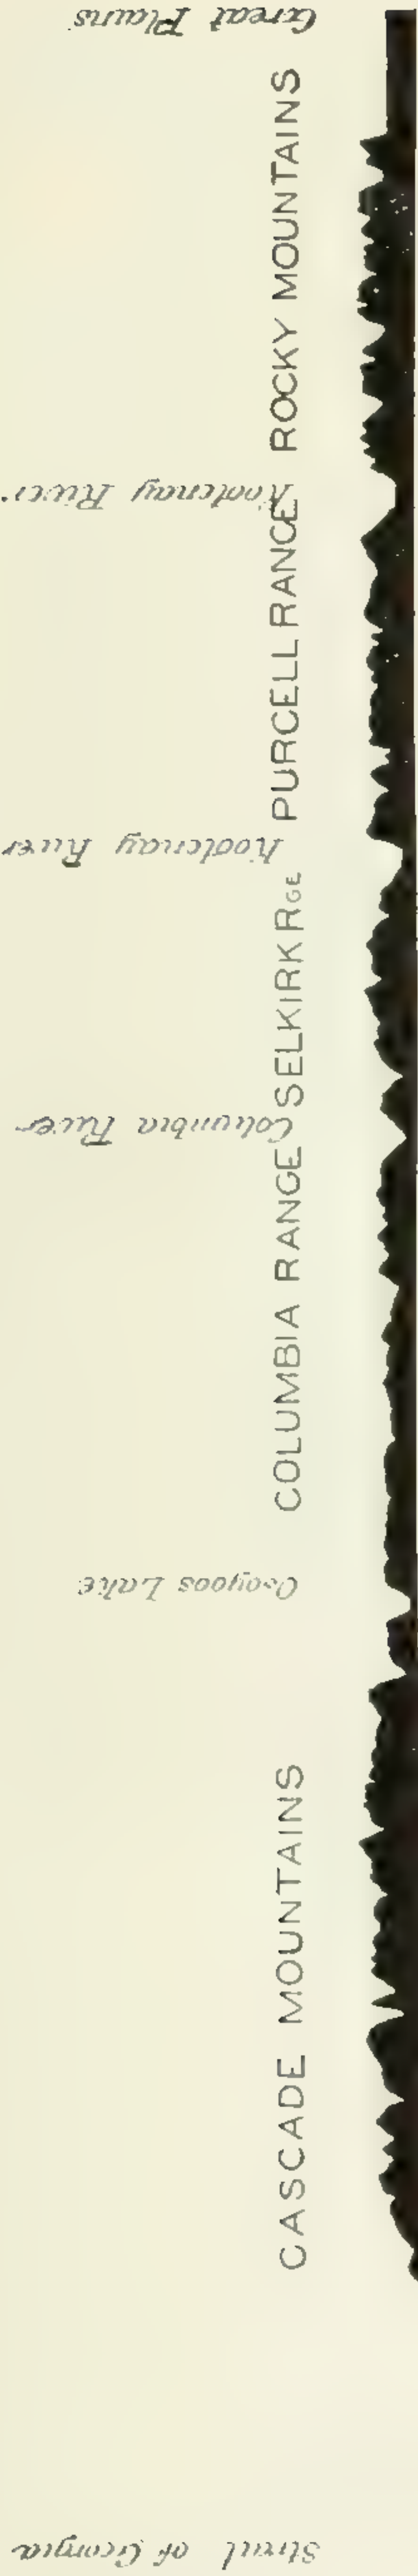 Strait of Georgia
CASCADE MOUNTAINS
Osoyoos Lake
COLUMBIA RANGE
Columbia River
SELKIRK RGE
Kootenay River
PURCELL RANGE
Kootenay River
ROCKY MOUNTAINS
Great Plains